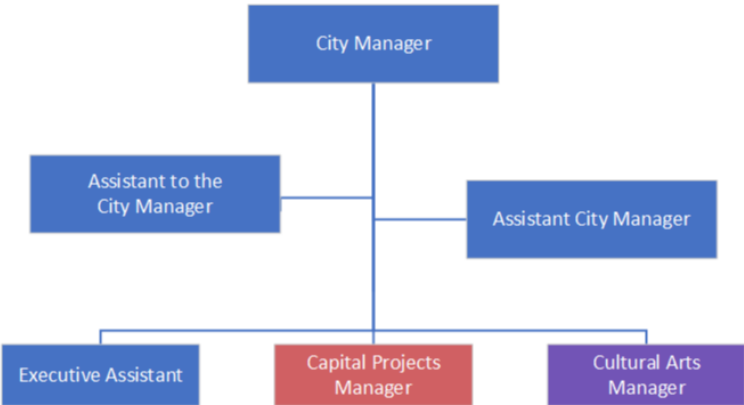 City Manager
Assistant to the
City Manager
Assistant City Manager
Executive Assistant
Capital Projects
Manager
Cultural Arts
Manager